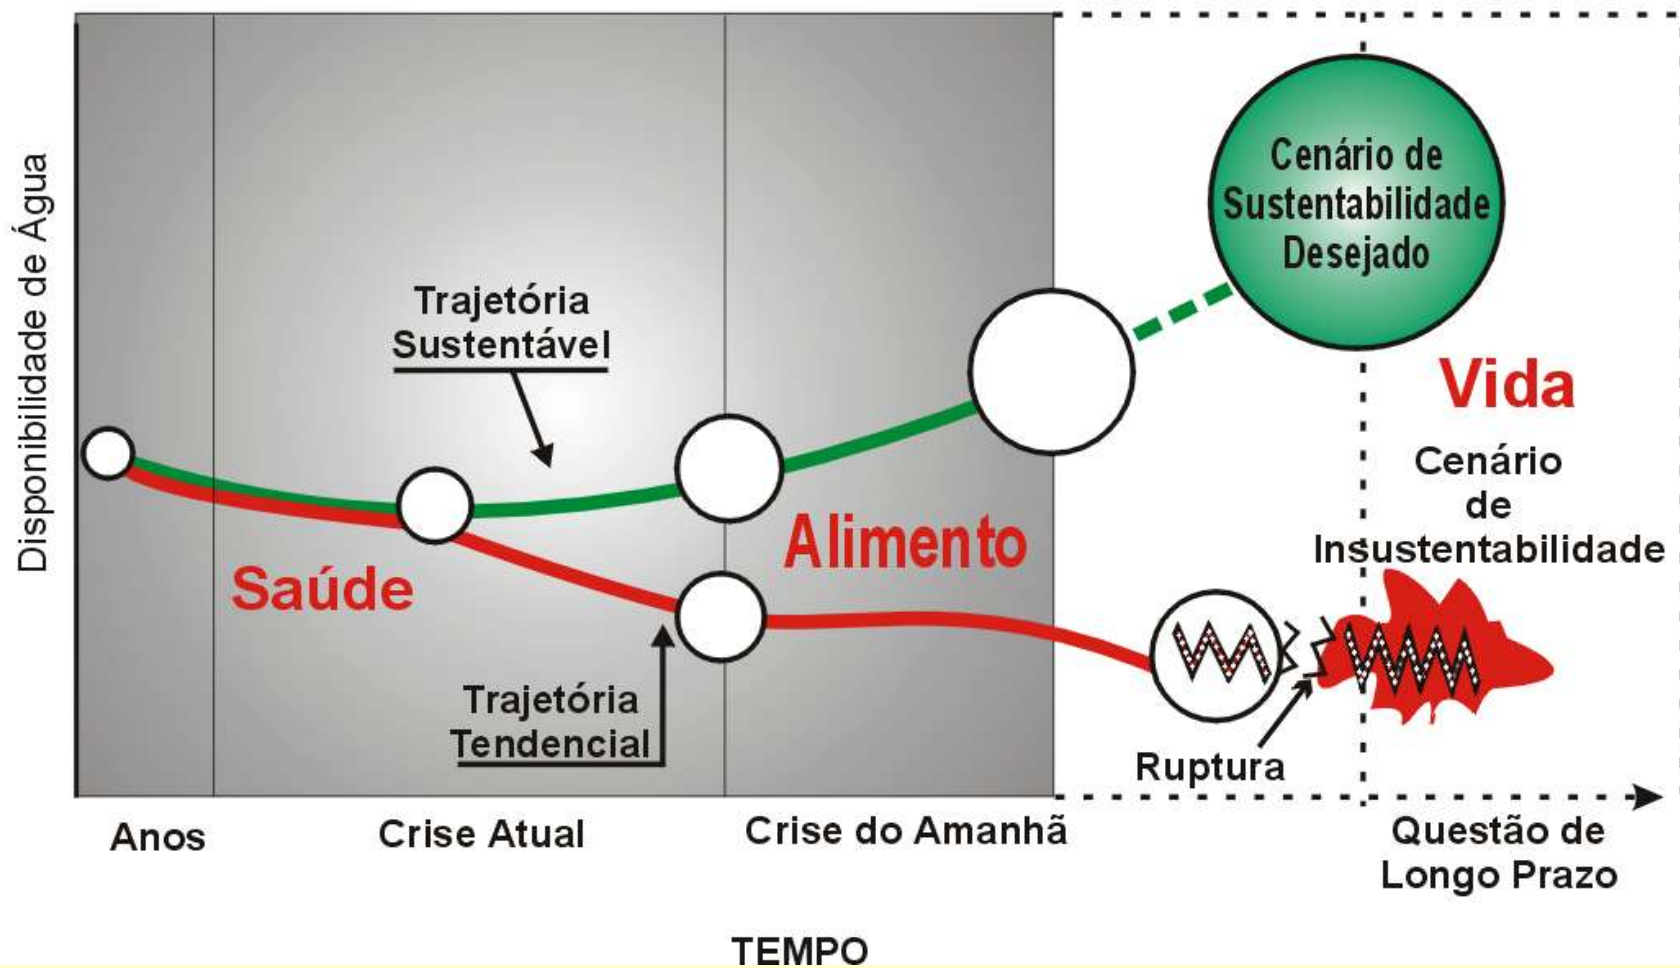 Disponibilidade de Água
Cenário de
Sustentabilidade
Desejado
Trajetória
Sustentável
Vida
Cenário
de
Insustentabilidade
Alimento
Saúde
Trajetória
Tendencial
Ruptura
Anos
Crise Atual
Crise do Amanhã
Questão de
Longo Prazo
TEMPO